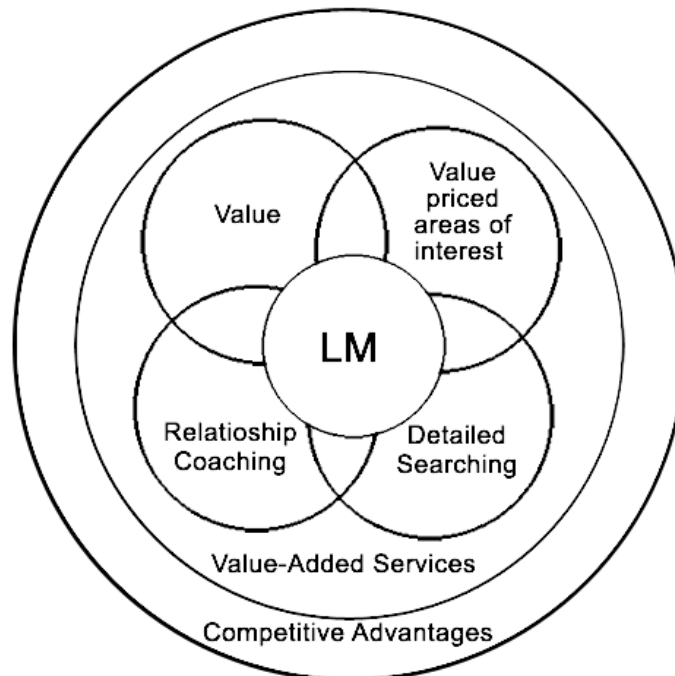 Value
Value
priced
areas of
interest
LM
Relatioship
Coaching
Detailed
Searching
Value-Added Services
Competitive Advantages